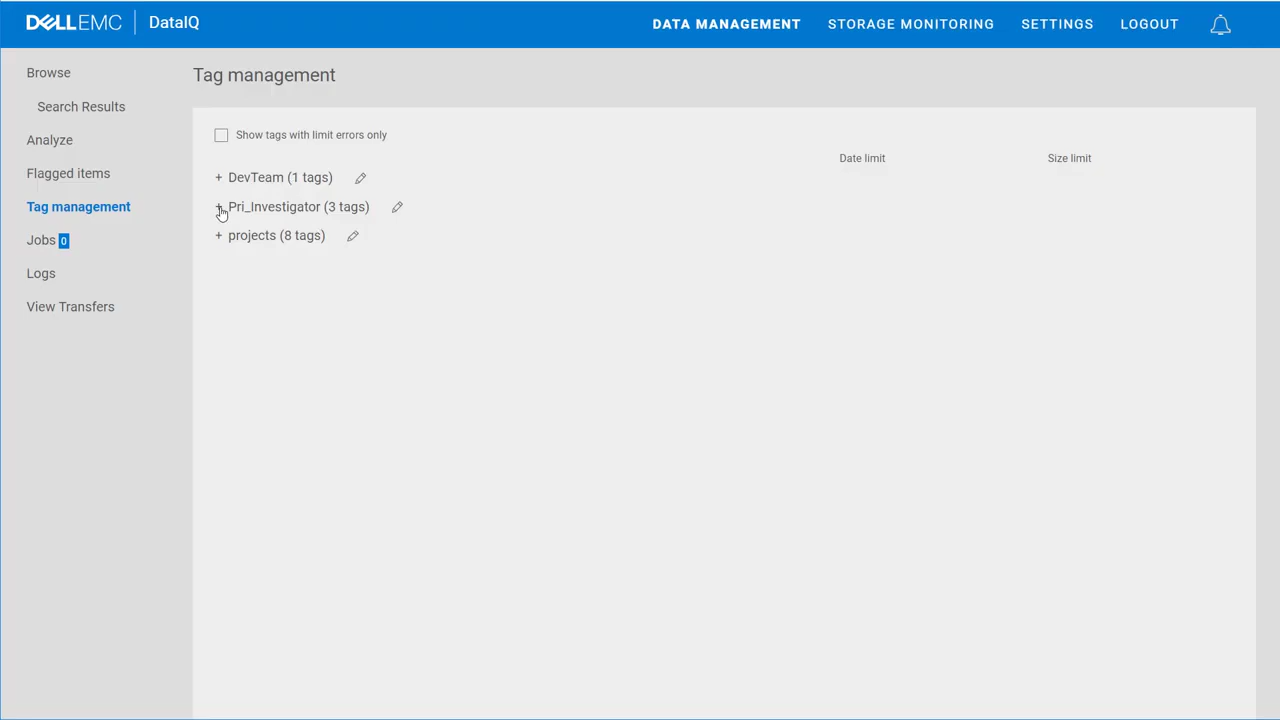 DELLEMC DataIQ DATA MANAGEMENT STORAGE MONITORING SETTINGS LOGOUT
Browse
Search Results
Analyze
Flagged items
Tag management
Jobs 0
Logs
View Transfers
Tag management
Show tags with limit errors only
Date limit Size limit
+ DevTeam (1 tags)
+ Pri_Investigator (3 tags)
+ projects (8 tags)